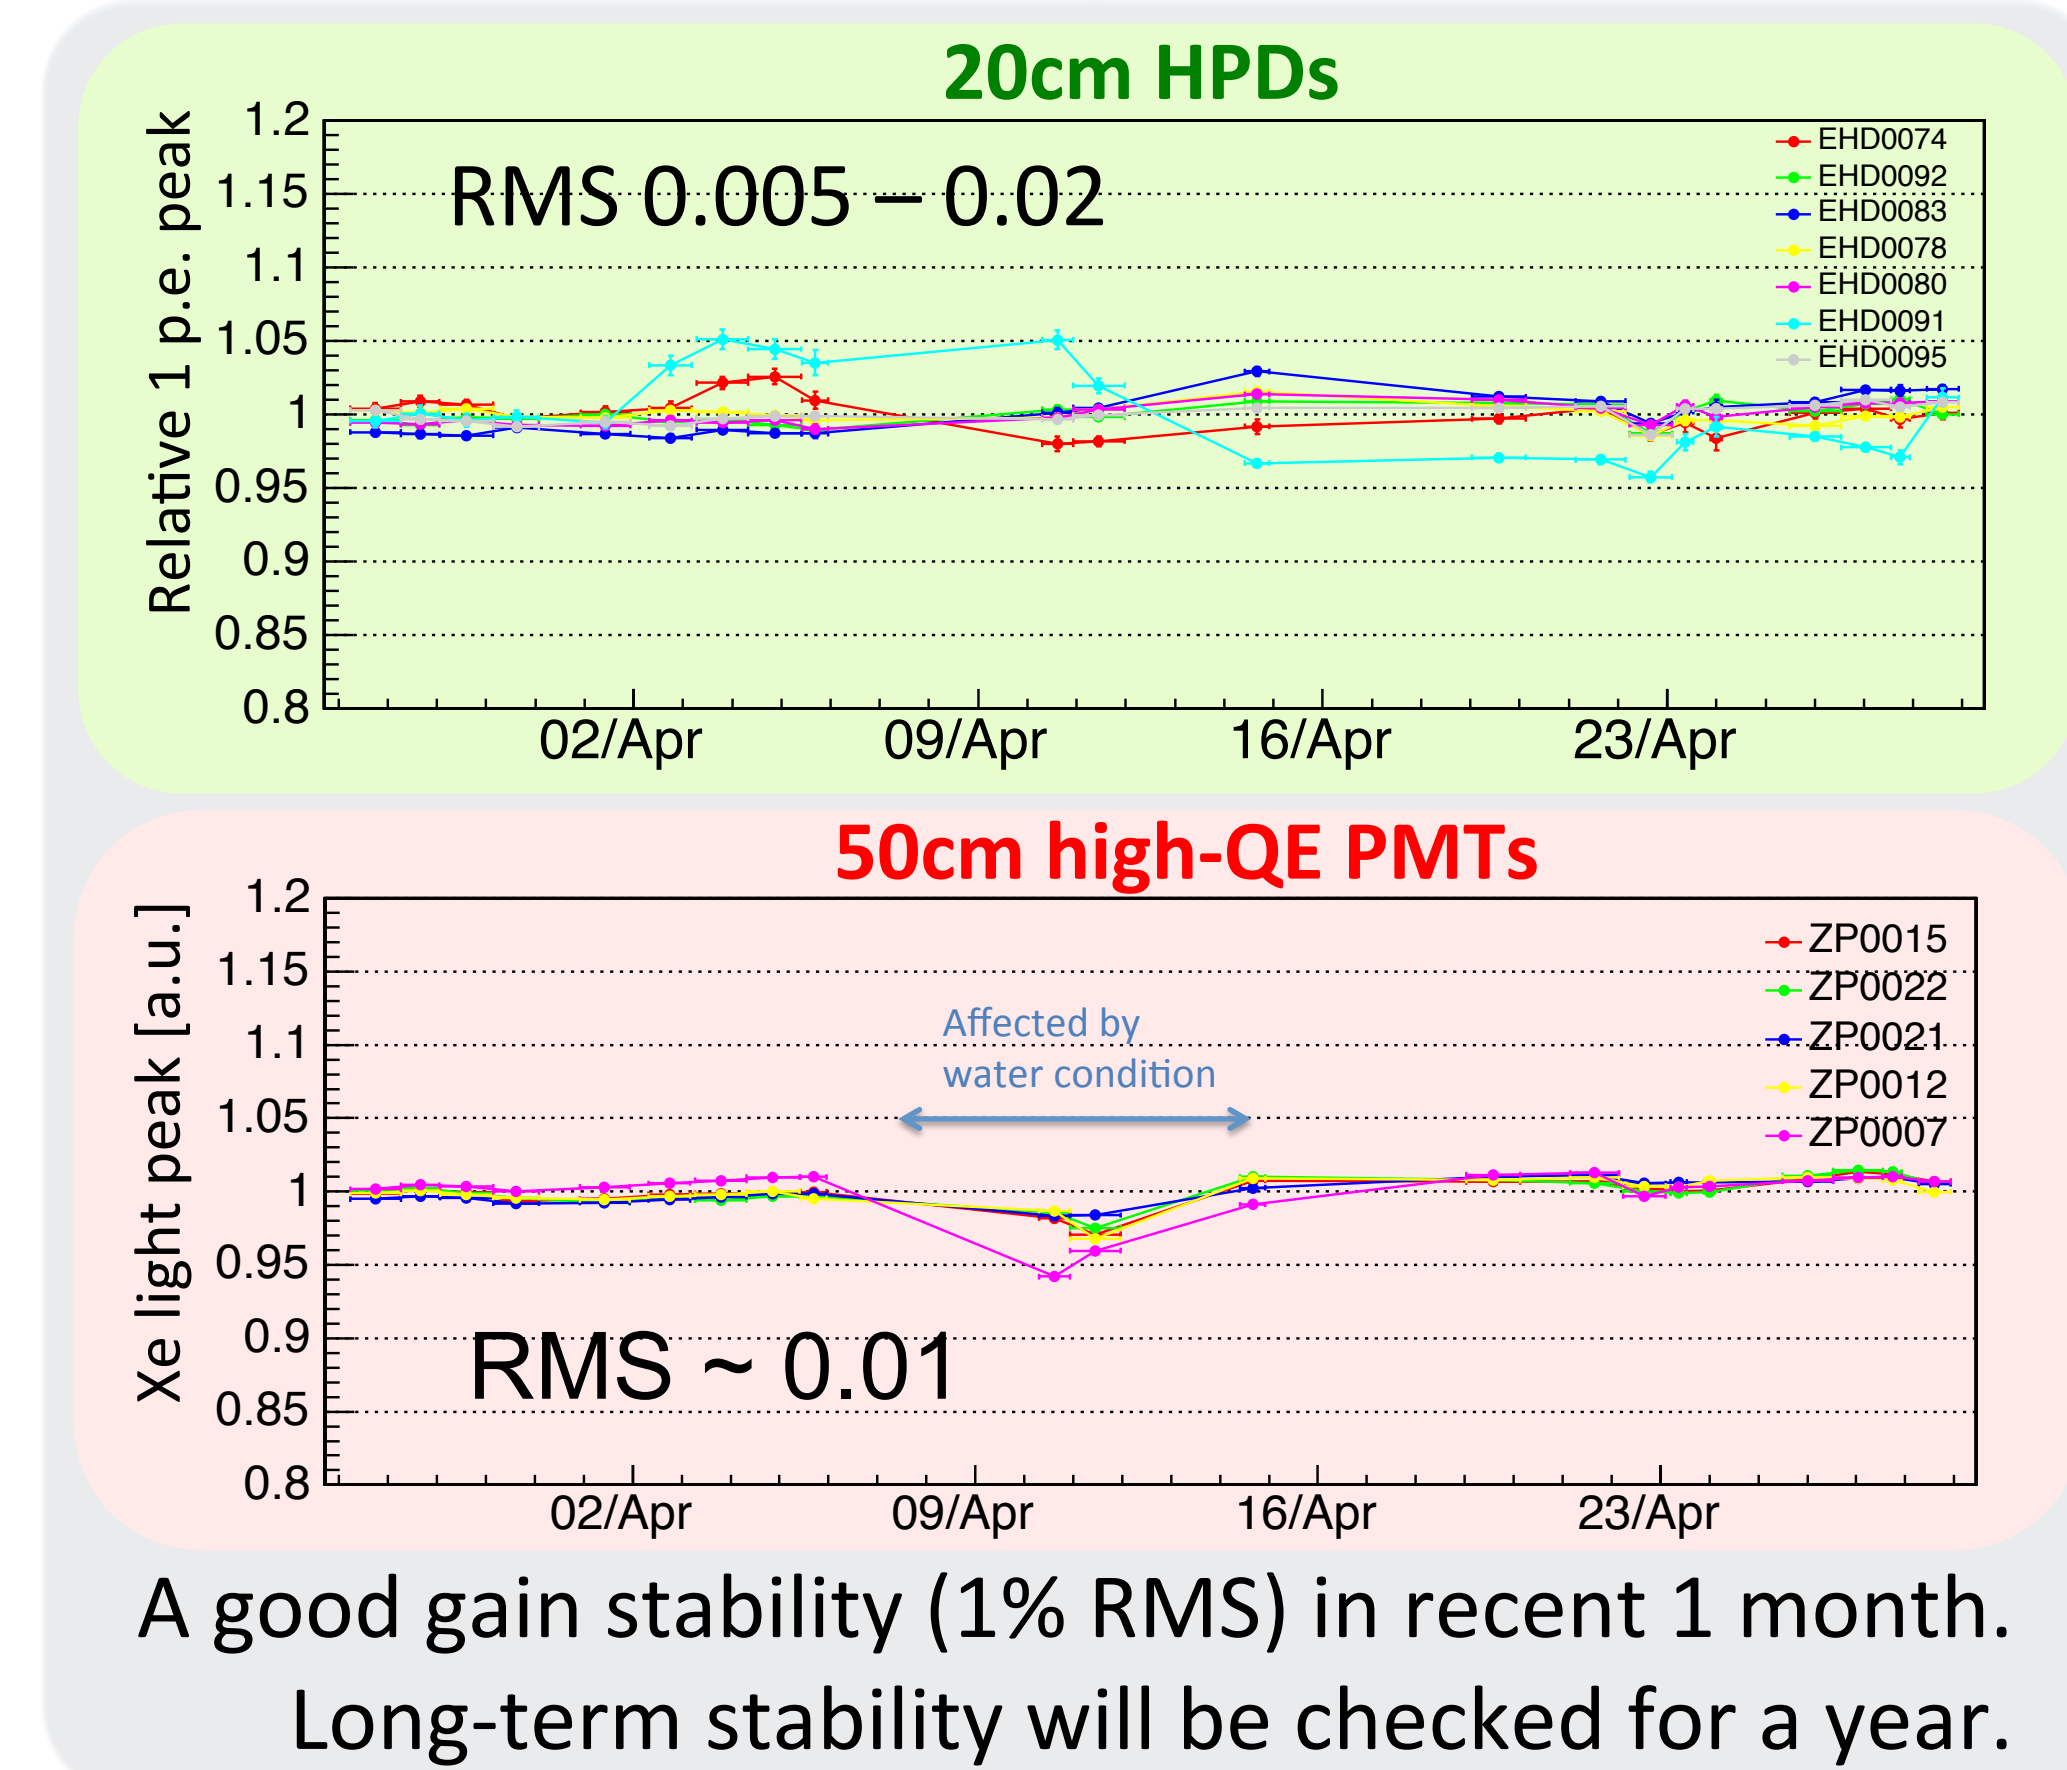 20cm HPDs
Relative 1 p.e. peak
1.2
1.15
1.1
1.05
1
0.95
0.9
0.85
0.8
RMS 0.005 – 0.02
EHD0074
EHD0092
EHD0083
EHD0078
EHD0080
EHD0091
EHD0095
02/Apr
09/Apr
16/Apr
23/Apr
50cm high-QE PMTs
Xe light peak [a.u.]
1.2
1.15
1.1
1.05
1
0.95
0.9
0.85
0.8
ZP0015
ZP0022
ZP0021
ZP0012
ZP0007
Affected by
water condition
RMS ~ 0.01
02/Apr
09/Apr
16/Apr
23/Apr
A good gain stability (1% RMS) in recent 1 month.
Long-term stability will be checked for a year.